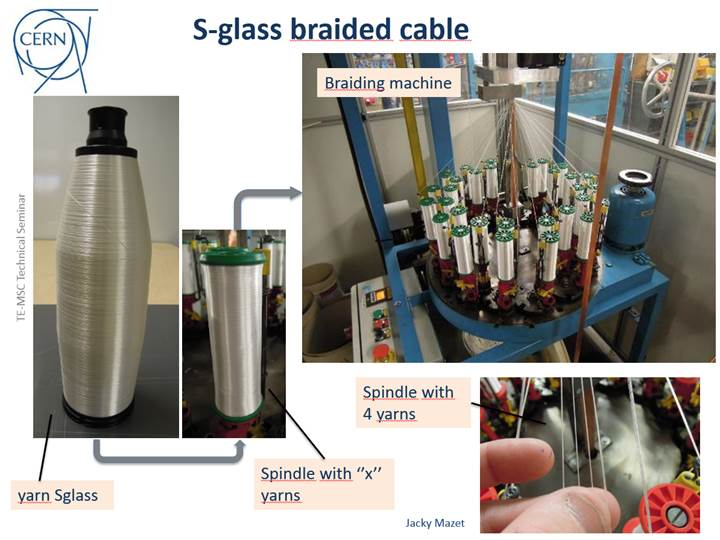 CERN
S-glass braided cable
Braiding machine
TE-MSC Technical Seminar
Spindle with
4 yarns
Spindle with ‘’x’’
yarns
yarn Sglass
Jacky Mazet